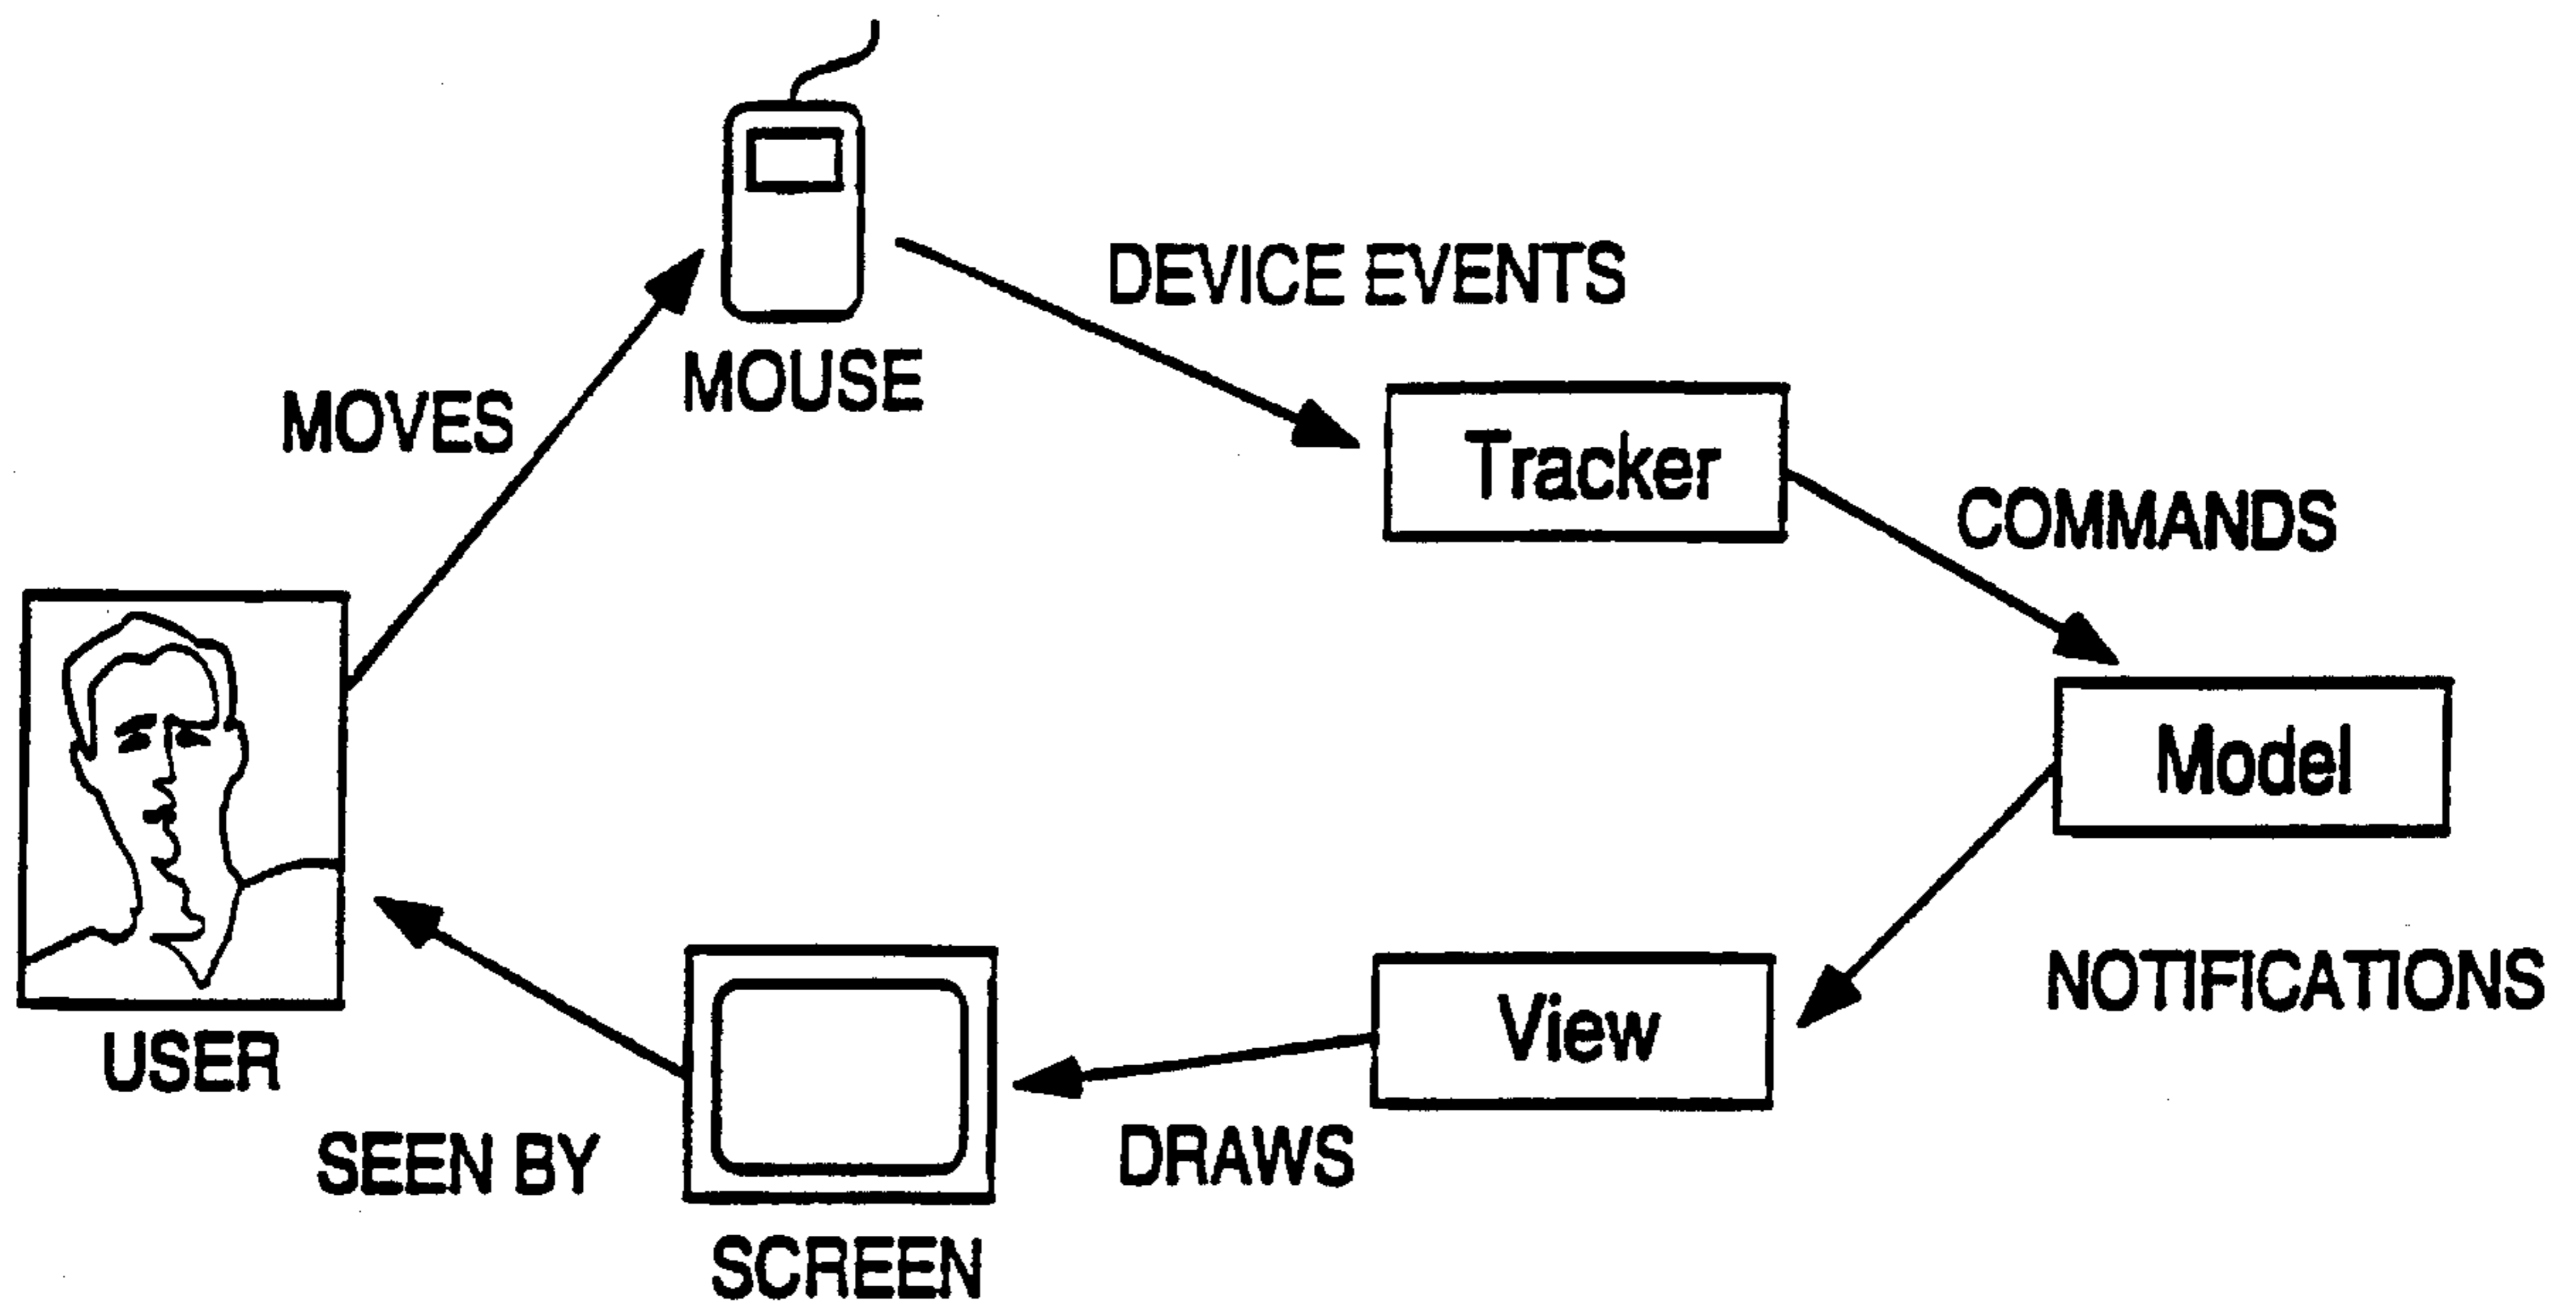 DEVICE EVENTS
MOUSE
MOVES
Tracker
COMMANDS
Model
NOTIFICATIONS
View
USER
SEEN BY
DRAWS
SCREEN